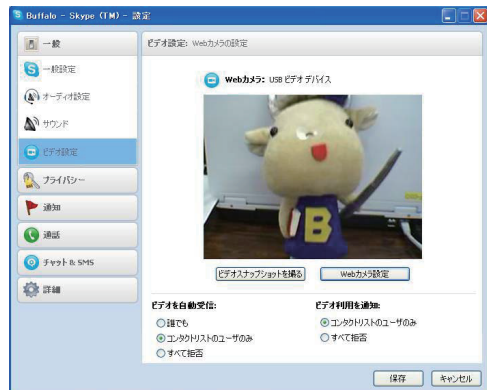 Buffalo - Skype (TM) - 設定
一般
一般設定
オーディオ設定
サウンド
ビデオ設定
プライバシー
通知
通話
チャット & SMS
詳細
ビデオ設定: Webカメラの設定
Webカメラ: USB ビデオ デバイス
B
ビデオスナップショットを撮る
Webカメラ設定
ビデオを自動受信:
誰でも
コンタクトリストのユーザのみ
すべて拒否
ビデオ利用を通知:
コンタクトリストのユーザのみ
すべて拒否
保存
キャンセル